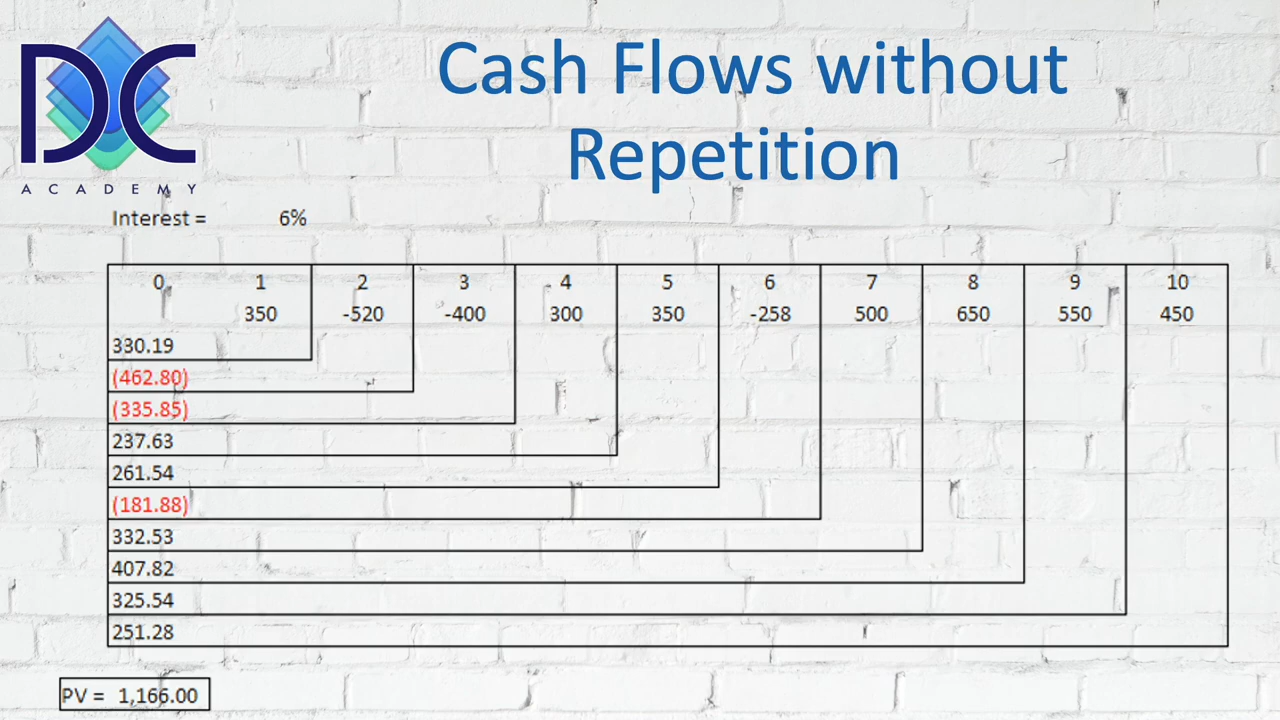 DC
ACADEMY
Cash Flows without
Repetition
Interest = 6%
0 1 2 3 4 5 6 7 8 9 10
350 -520 -400 300 350 -258 500 650 550 450
330.19
(462.80)
(335.85)
237.63
261.54
(181.88)
332.53
407.82
325.54
251.28
PV = 1,166.00